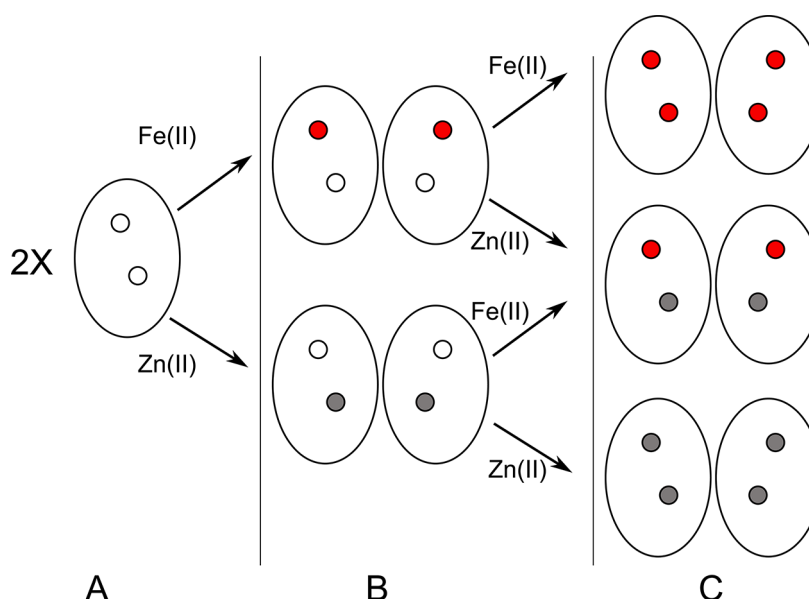 Fe(II)
Fe(II)
Zn(II)
2X
Fe(II)
Zn(II)
Zn(II)
A
B
C